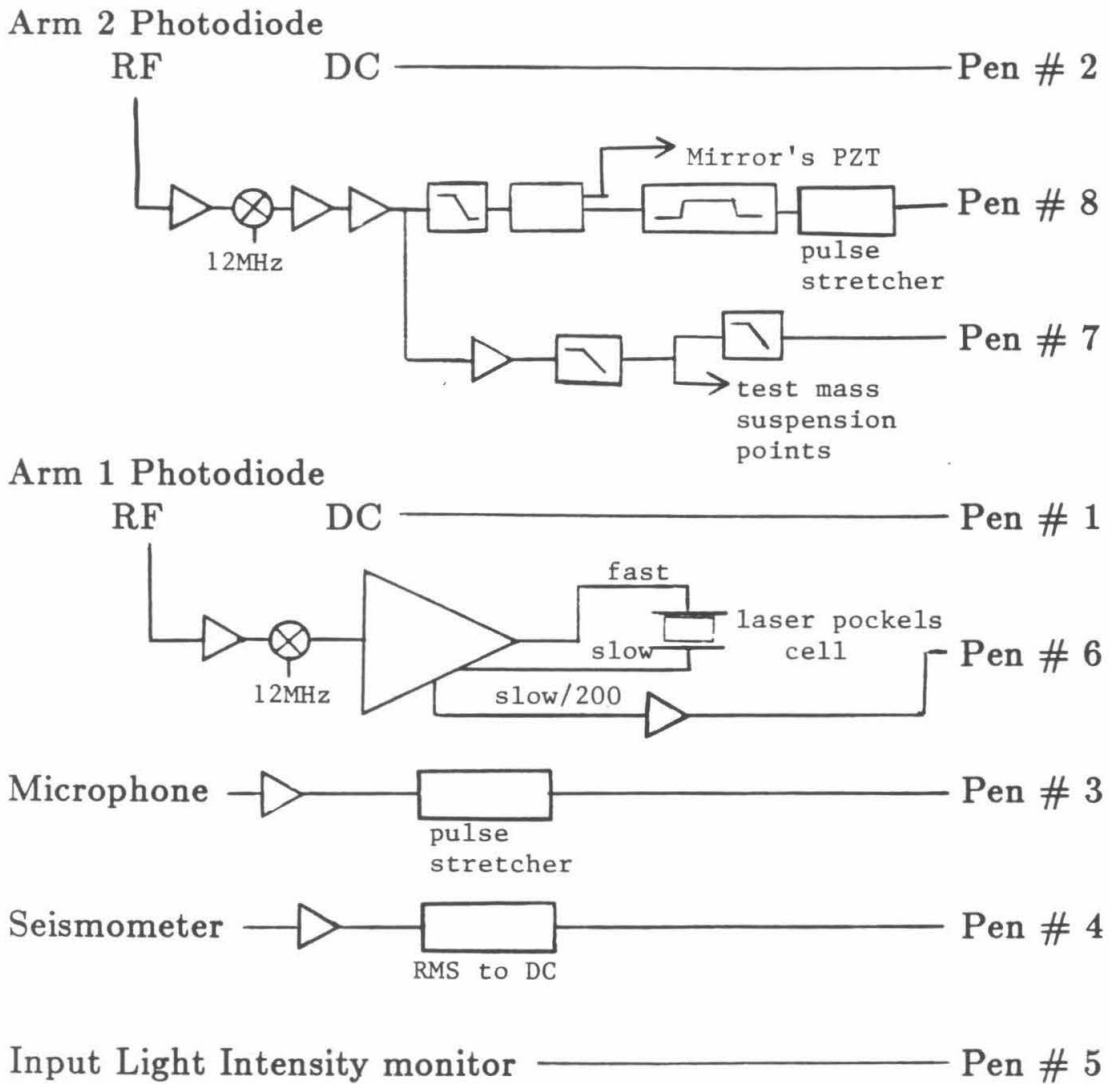 Arm 2 Photodiode
RF DC Pen # 2
Mirror's PZT
Pen # 8
12MHz
pulse
stretcher
Pen # 7
test mass
suspension
points
Arm 1 Photodiode
RF DC Pen # 1
fast
laser pockels
cell
slow
Pen # 6
12MHz
slow/200
Microphone Pen # 3
pulse
stretcher
Seismometer Pen # 4
RMS to DC
Input Light Intensity monitor Pen # 5